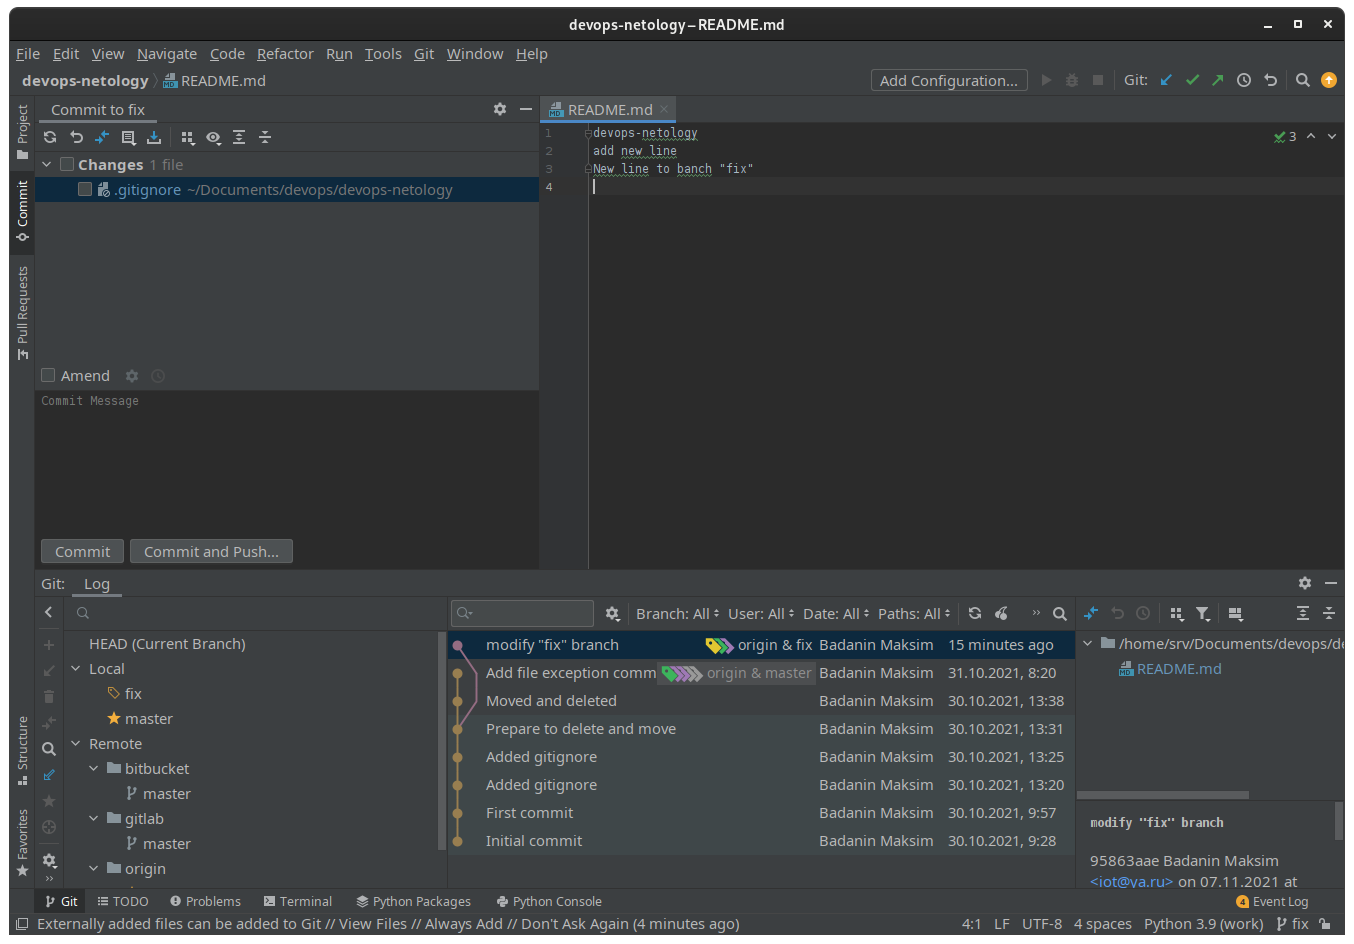 devops-netology – README.md
File Edit View Navigate Code Refactor Run Tools Git Window Help
devops-netology README.md Add Configuration... Git:
Project
Commit
Pull Requests
Structure
Favorites
Commit to fix
Changes 1 file
.gitignore ~/Documents/devops/devops-netology
Amend
Commit Message
Commit Commit and Push...
README.md
1 devops-netology
2 add new line
3 New line to banch "fix"
4
3
Git: Log
HEAD (Current Branch)
Local
fix
master
Remote
bitbucket
master
gitlab
master
origin
Branch: All User: All Date: All Paths: All
modify "fix" branch origin & fix Badanin Maksim 15 minutes ago
Add file exception comm origin & master Badanin Maksim 31.10.2021, 8:20
Moved and deleted Badanin Maksim 30.10.2021, 13:38
Prepare to delete and move Badanin Maksim 30.10.2021, 13:31
Added gitignore Badanin Maksim 30.10.2021, 13:25
Added gitignore Badanin Maksim 30.10.2021, 13:20
First commit Badanin Maksim 30.10.2021, 9:57
Initial commit Badanin Maksim 30.10.2021, 9:28
/home/srv/Documents/devops/de
README.md
modify "fix" branch
95863aae Badanin Maksim
<iot@ya.ru> on 07.11.2021 at
Git TODO Problems Terminal Python Packages Python Console 4 Event Log
Externally added files can be added to Git // View Files // Always Add // Don't Ask Again (4 minutes ago) 4:1 LF UTF-8 4 spaces Python 3.9 (work) fix